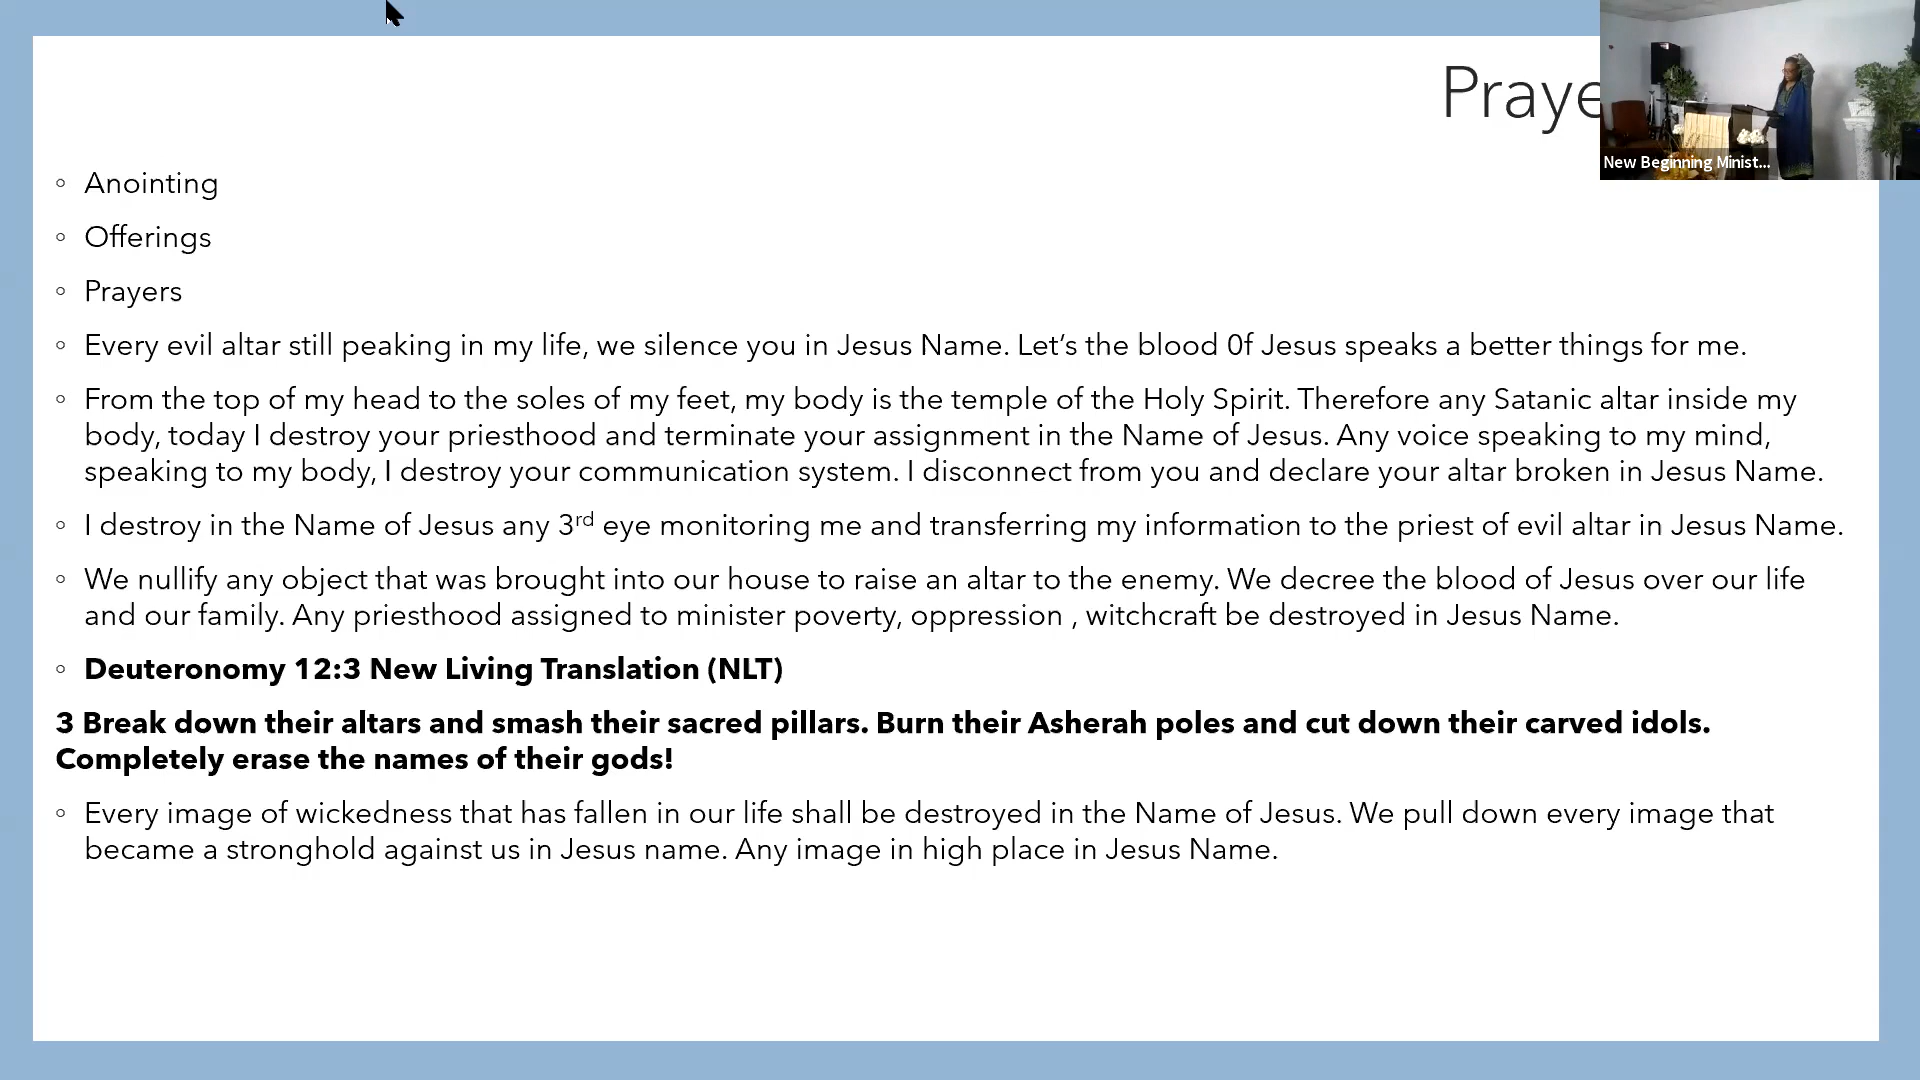 Praye
New Beginning Minist...
◦ Anointing
◦ Offerings
◦ Prayers
◦ Every evil altar still peaking in my life, we silence you in Jesus Name. Let’s the blood 0f Jesus speaks a better things for me.
◦ From the top of my head to the soles of my feet, my body is the temple of the Holy Spirit. Therefore any Satanic altar inside my
body, today I destroy your priesthood and terminate your assignment in the Name of Jesus. Any voice speaking to my mind,
speaking to my body, I destroy your communication system. I disconnect from you and declare your altar broken in Jesus Name.
◦ I destroy in the Name of Jesus any 3rd eye monitoring me and transferring my information to the priest of evil altar in Jesus Name.
◦ We nullify any object that was brought into our house to raise an altar to the enemy. We decree the blood of Jesus over our life
and our family. Any priesthood assigned to minister poverty, oppression , witchcraft be destroyed in Jesus Name.
◦ Deuteronomy 12:3 New Living Translation (NLT)
3 Break down their altars and smash their sacred pillars. Burn their Asherah poles and cut down their carved idols.
Completely erase the names of their gods!
◦ Every image of wickedness that has fallen in our life shall be destroyed in the Name of Jesus. We pull down every image that
became a stronghold against us in Jesus name. Any image in high place in Jesus Name.